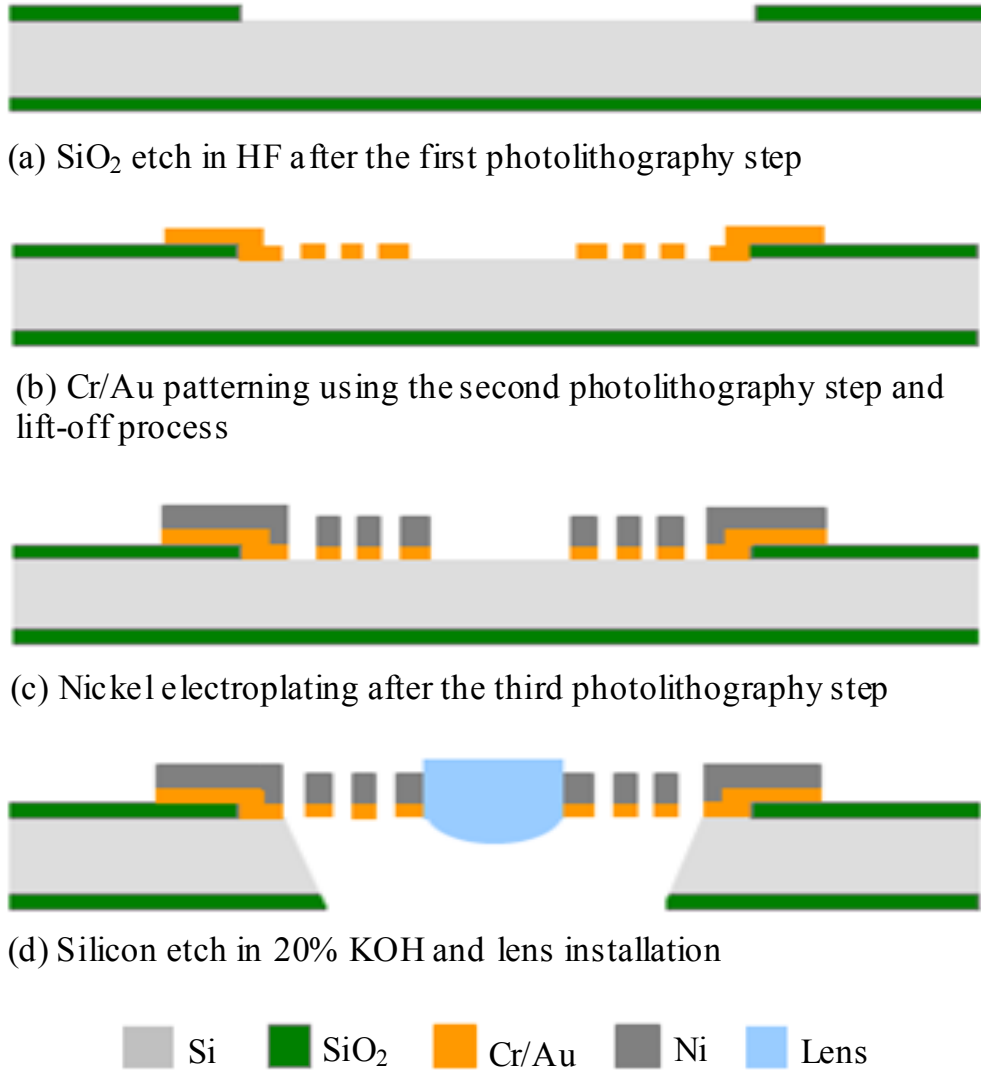 (a) SiO₂ etch in HF after the first photolithography step
(b) Cr/Au patterning using the second photolithography step and
lift-off process
(c) Nickel electroplating after the third photolithography step
(d) Silicon etch in 20% KOH and lens installation
Si SiO₂ Cr/Au Ni Lens